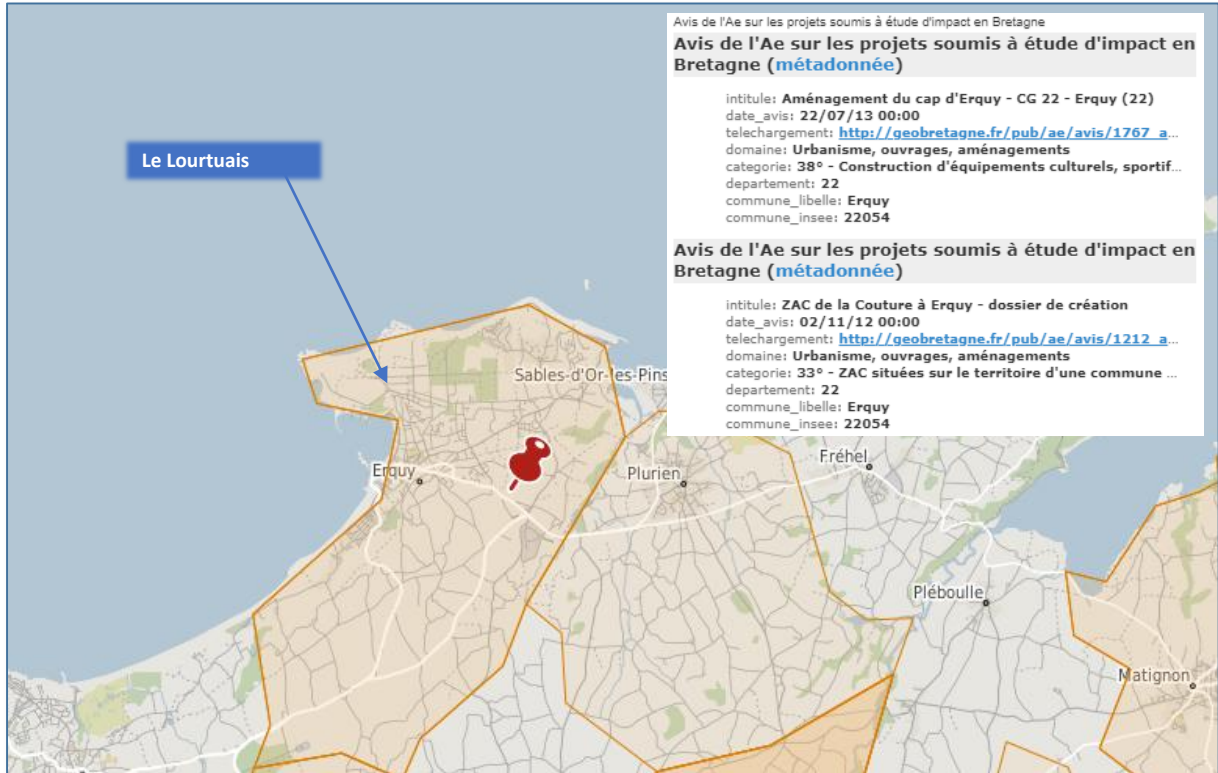 Avis de l'Ae sur les projets soumis à étude d'impact en Bretagne
Avis de l'Ae sur les projets soumis à étude d'impact en
Bretagne (métadonnée)
intitule: Aménagement du cap d'Erquy - CG 22 - Erquy (22)
date_avis: 22/07/13 00:00
telechargement: http://geobretagne.fr/pub/ae/avis/1767_a...
domaine: Urbanisme, ouvrages, aménagements
categorie: 38° - Construction d'équipements culturels, sportif...
departement: 22
commune_libelle: Erquy
commune_insee: 22054
Avis de l'Ae sur les projets soumis à étude d'impact en
Bretagne (métadonnée)
intitule: ZAC de la Couture à Erquy - dossier de création
date_avis: 02/11/12 00:00
telechargement: http://geobretagne.fr/pub/ae/avis/1212_a...
domaine: Urbanisme, ouvrages, aménagements
categorie: 33° - ZAC situées sur le territoire d'une commune ...
departement: 22
commune_libelle: Erquy
commune_insee: 22054
Le Lourtuais
Sables-d'Or-les-Pins
Erquy
Plurien
Fréhel
Pléboulle
Matignon